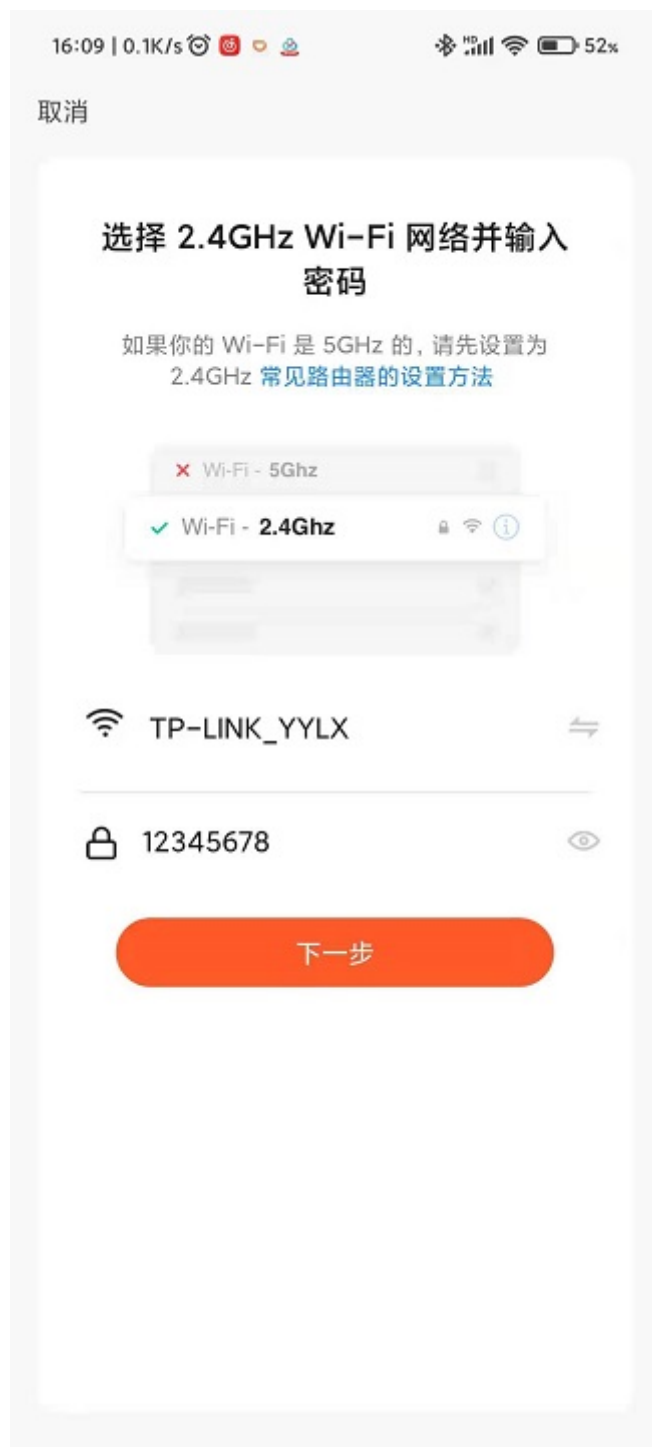 16:09 | 0.1K/s
HD
52%
取消
选择 2.4GHz Wi-Fi 网络并输入
密码
如果你的 Wi-Fi 是 5GHz 的，请先设置为
2.4GHz 常见路由器的设置方法
Wi-Fi - 5Ghz
Wi-Fi - 2.4Ghz
TP-LINK_YYLX
12345678
下一步